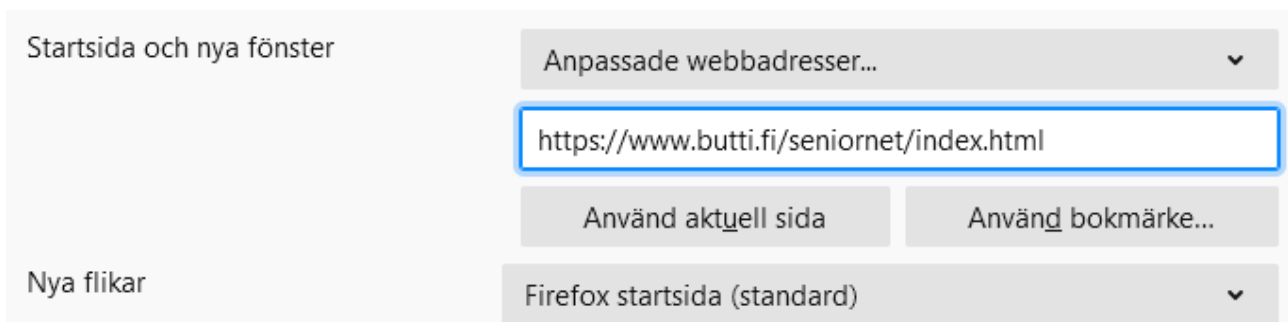 Startsida och nya fönster
Anpassade webbadresser...
https://www.butti.fi/seniornet/index.html
Använd aktuell sida
Använd bokmärke...
Nya flikar
Firefox startsida (standard)